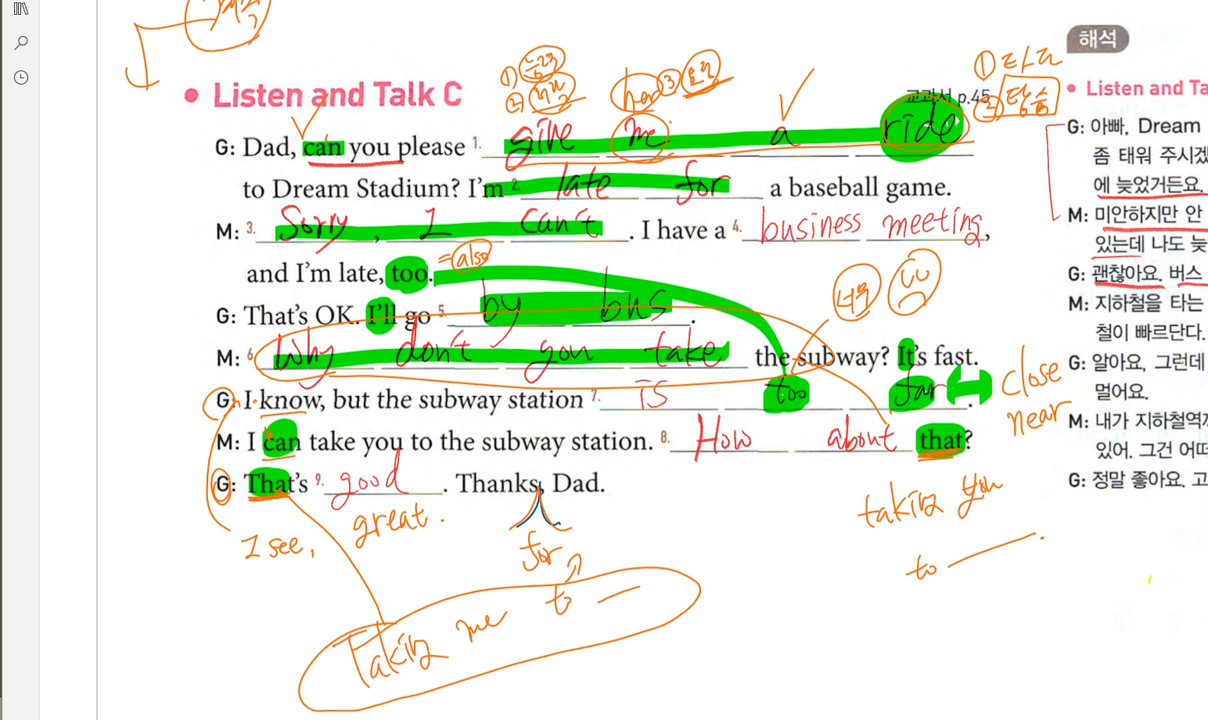 해석
• Listen and Talk C
교과서 p.45
• Listen and Ta
G: Dad, can you please 1. give me a ride
to Dream Stadium? I'm 2. late for a baseball game.
M: 3. Sorry, I can't. I have a 4. business meeting,
and I'm late, too. =also
G: That's OK. I'll go 5. by bus.
M: 6. Why don't you take the subway? It's fast.
G: I know, but the subway station 7. is too far.
close
near
M: I can take you to the subway station. 8. How about that?
G: That's 9. good. Thanks, Dad.
great.
I see,
for
taking you
to
Taking me to
G: 아빠, Dream
좀 태워 주시겠
에 늦었거든요.
M: 미안하지만 안
있는데 나도 늦
G: 괜찮아요. 버스
M: 지하철을 타는
철이 빠르단다.
G: 알아요, 그런데
멀어요.
M: 내가 지하철역까
있어. 그건 어떠
G: 정말 좋아요. 고